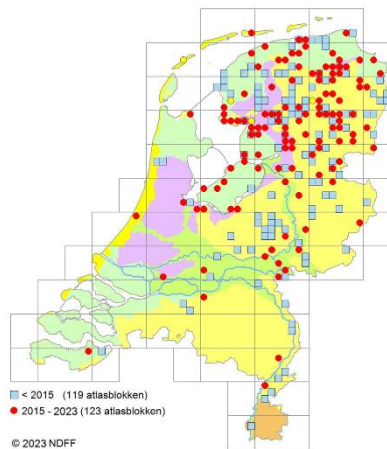 < 2015 (119 atlasblokken)
2015 - 2023 (123 atlasblokken)
© 2023 NDFF